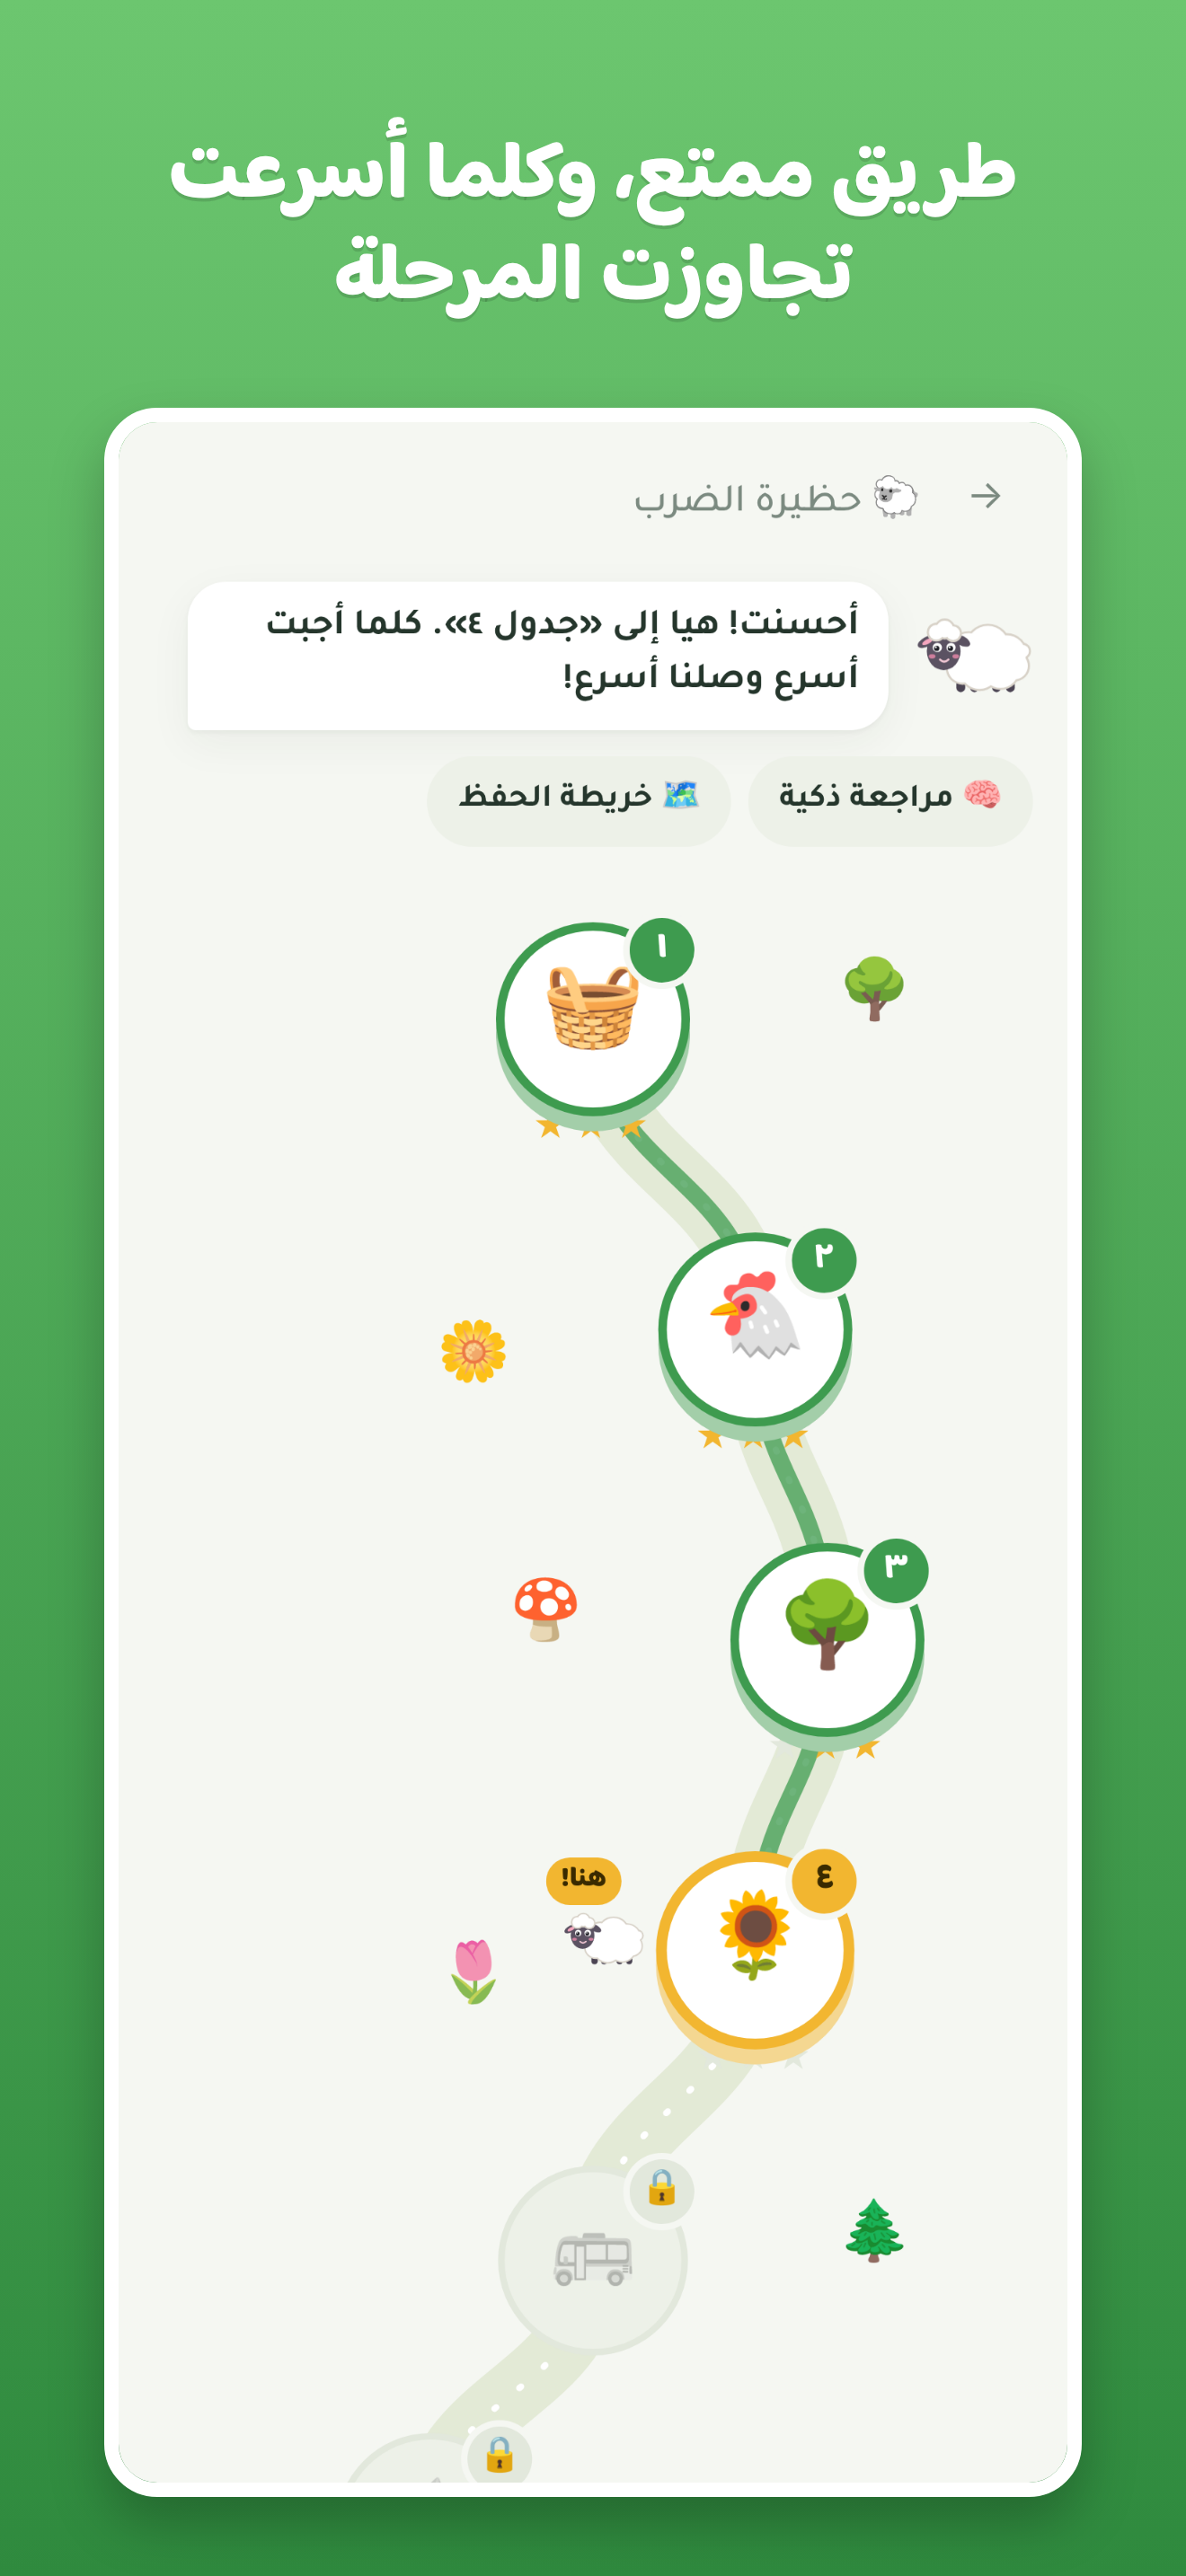 طريق ممتع، وكلما أسرعت
تجاوزت المرحلة
حظيرة الضرب
أحسنت! هيا إلى «جدول ٤». كلما أجبت
أسرع وصلنا أسرع!
مراجعة ذكية
خريطة الحفظ
١
٢
٣
٤
هنا!